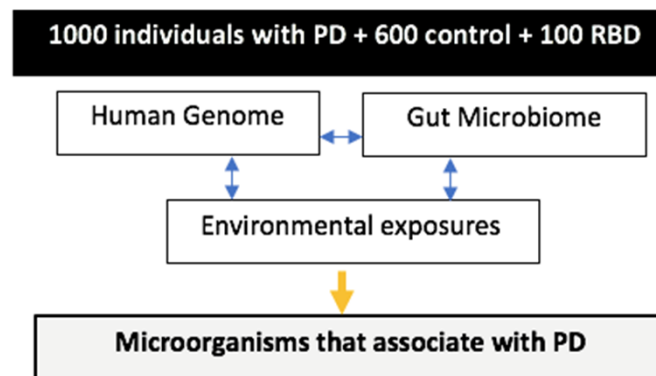 1000 individuals with PD + 600 control + 100 RBD
Human Genome
Gut Microbiome
Environmental exposures
Microorganisms that associate with PD